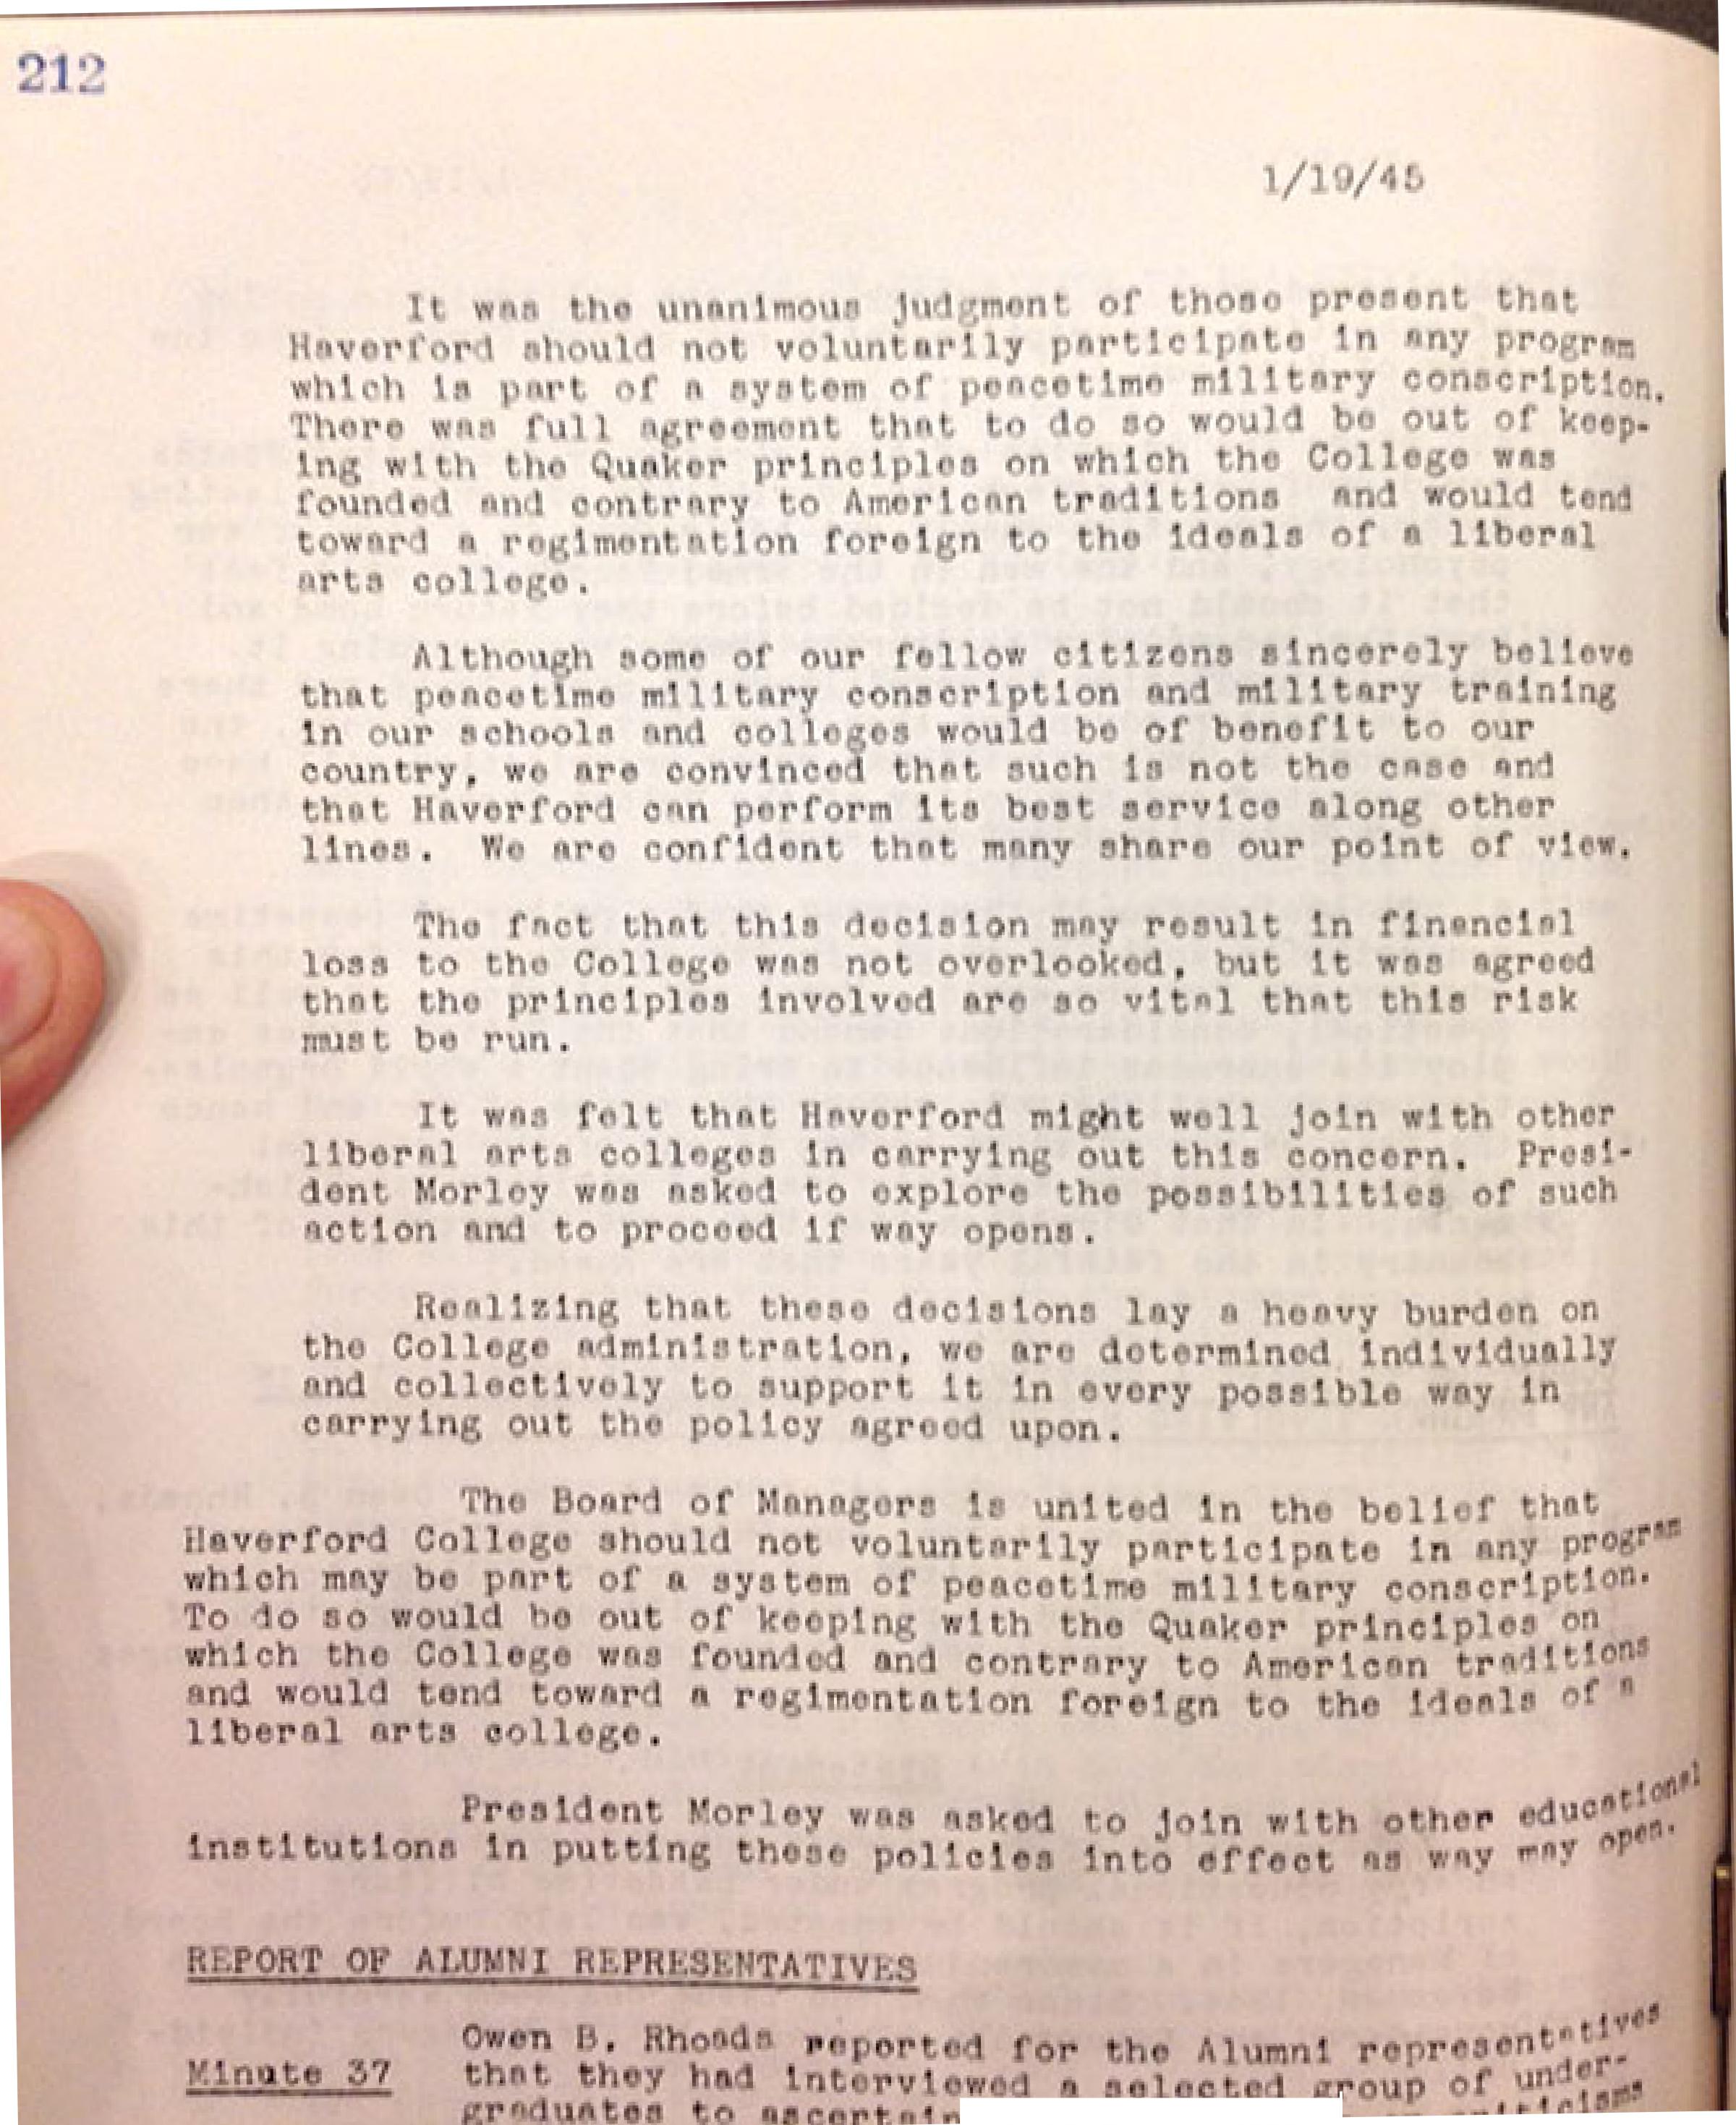 212
1/19/45
It was the unanimous judgment of those present that
Haverford should not voluntarily participate in any program
which is part of a system of peacetime military conscription.
There was full agreement that to do so would be out of keep-
ing with the Quaker principles on which the College was
founded and contrary to American traditions and would tend
toward a regimentation foreign to the ideals of a liberal
arts college.
Although some of our fellow citizens sincerely believe
that peacetime military conscription and military training
in our schools and colleges would be of benefit to our
country, we are convinced that such is not the case and
that Haverford can perform its best service along other
lines. We are confident that many share our point of view.
The fact that this decision may result in financial
loss to the College was not overlooked, but it was agreed
that the principles involved are so vital that this risk
must be run.
It was felt that Haverford might well join with other
liberal arts colleges in carrying out this concern. Presi-
dent Morley was asked to explore the possibilities of such
action and to proceed if way opens.
Realizing that these decisions lay a heavy burden on
the College administration, we are determined individually
and collectively to support it in every possible way in
carrying out the policy agreed upon.
The Board of Managers is united in the belief that
Haverford College should not voluntarily participate in any program
which may be part of a system of peacetime military conscription.
To do so would be out of keeping with the Quaker principles on
which the College was founded and contrary to American traditions
and would tend toward a regimentation foreign to the ideals of a
liberal arts college.
President Morley was asked to join with other educational
institutions in putting these policies into effect as way may open.
REPORT OF ALUMNI REPRESENTATIVES
Owen B. Rhoads reported for the Alumni representatives
Minute 37 that they had interviewed a selected group of under-
graduates to ascertain criticisms